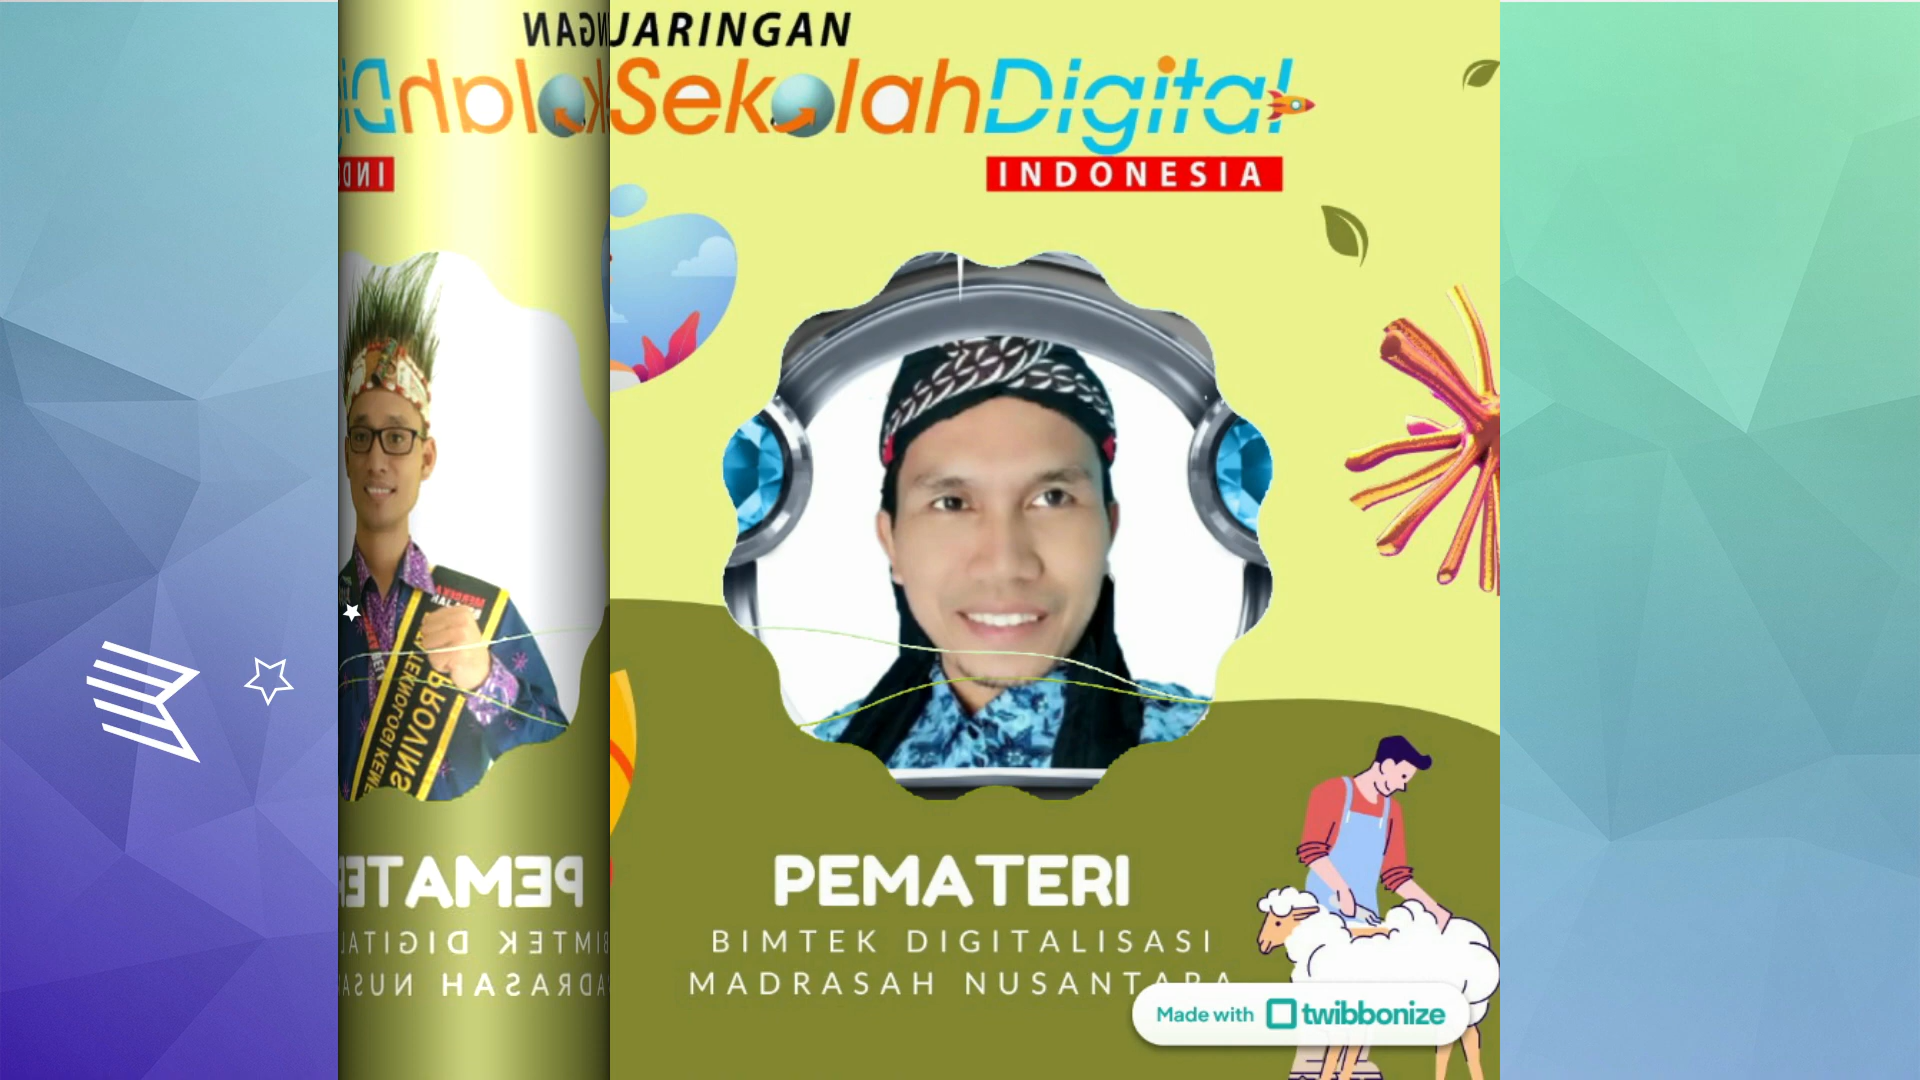 JARINGAN
SekolahDigital
INDONESIA
PEMATERI
BIMTEK DIGITALISASI
MADRASAH NUSANTARA
Made with twibbonize